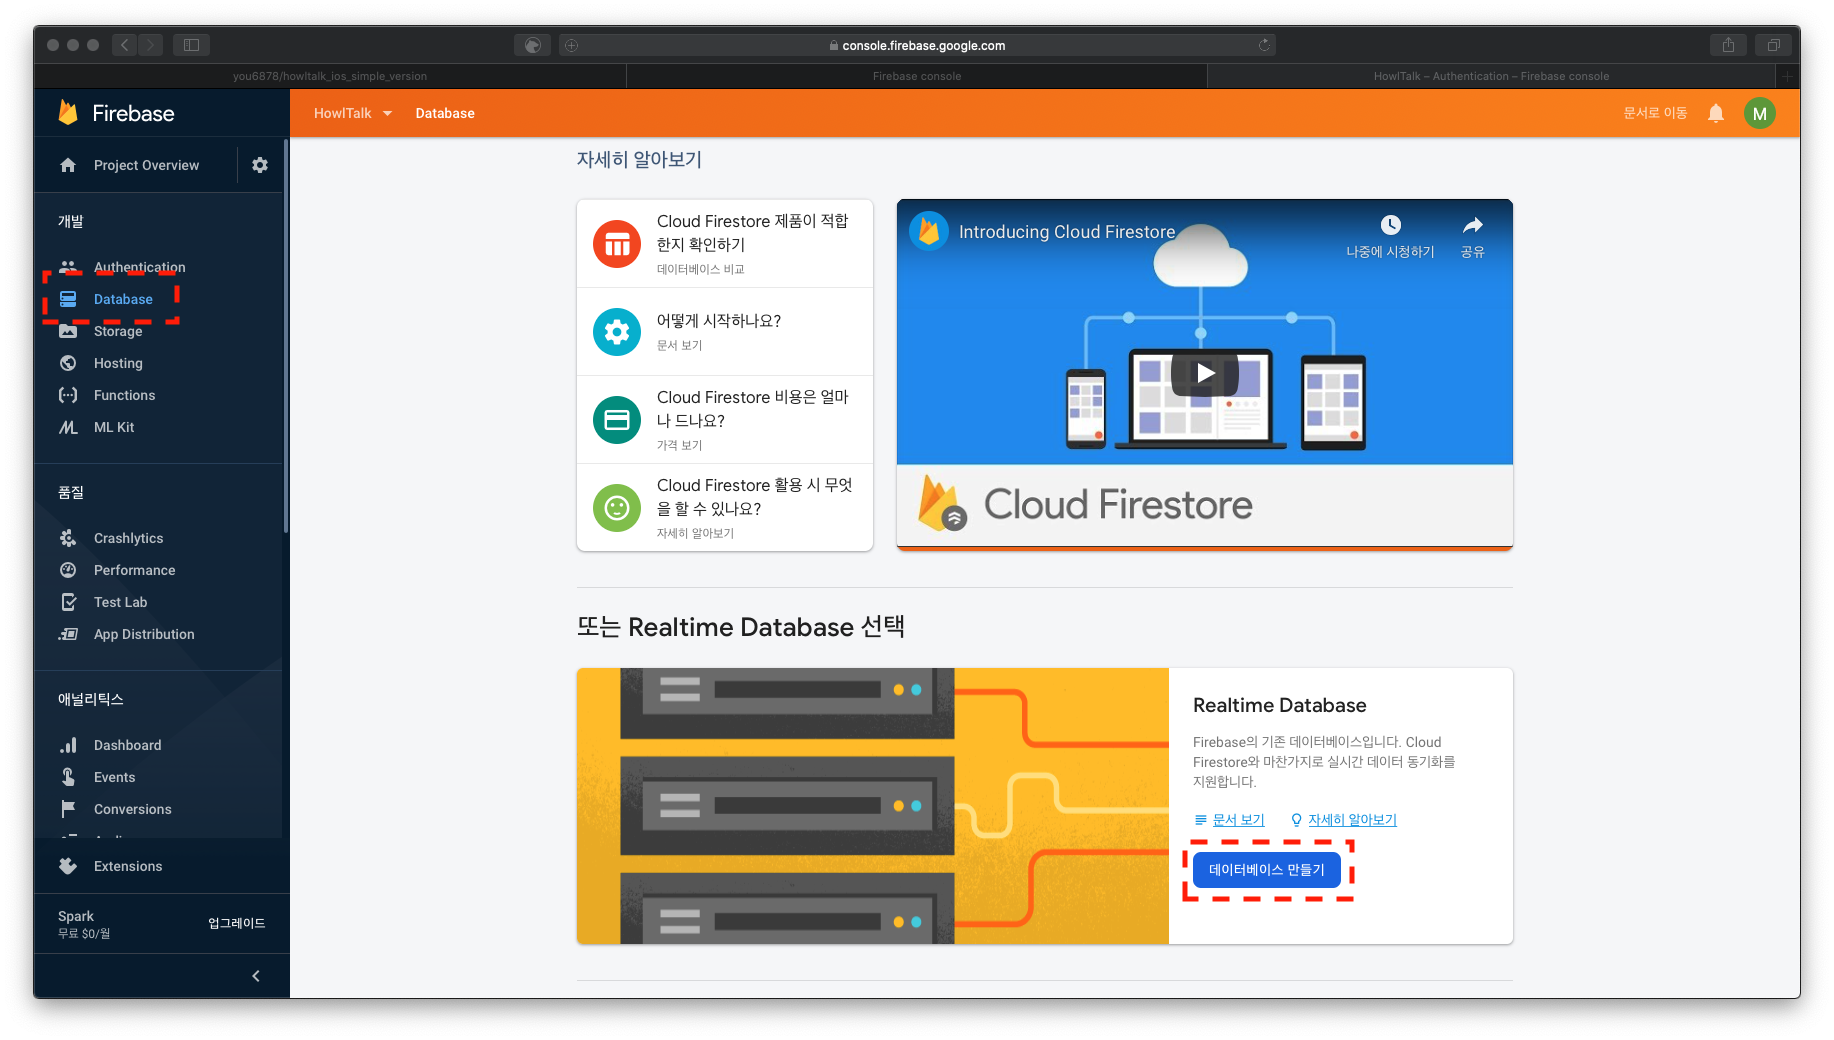 console.firebase.google.com
you6878/howltalk_ios_simple_version
Firebase console
HowlTalk – Authentication – Firebase console
Firebase
HowlTalk
Database
문서로 이동
M
Project Overview
개발
Authentication
Database
Storage
Hosting
Functions
ML Kit
품질
Crashlytics
Performance
Test Lab
App Distribution
애널리틱스
Dashboard
Events
Conversions
Extensions
Spark
무료 $0/월
업그레이드
자세히 알아보기
Cloud Firestore 제품이 적합
한지 확인하기
데이터베이스 비교
어떻게 시작하나요?
문서 보기
Cloud Firestore 비용은 얼마
나 드나요?
가격 보기
Cloud Firestore 활용 시 무엇
을 할 수 있나요?
자세히 알아보기
Introducing Cloud Firestore
나중에 시청하기
공유
Cloud Firestore
또는 Realtime Database 선택
Realtime Database
Firebase의 기존 데이터베이스입니다. Cloud
Firestore와 마찬가지로 실시간 데이터 동기화를
지원합니다.
문서 보기
자세히 알아보기
데이터베이스 만들기